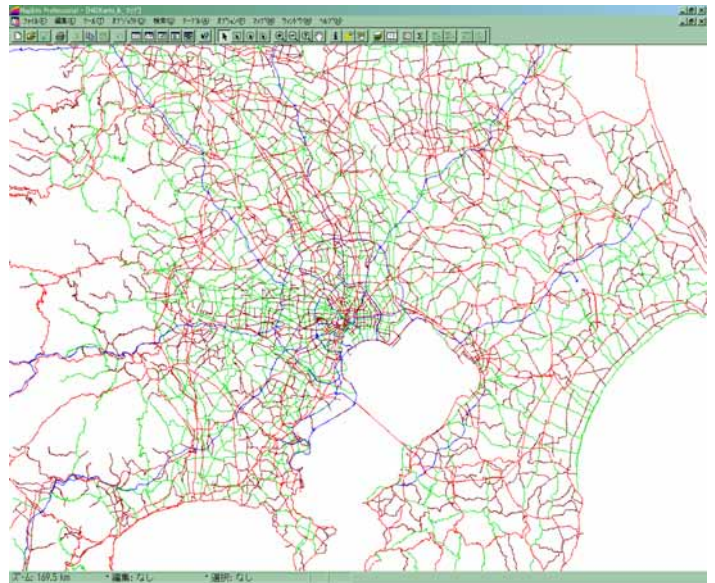 MapInfo Professional - [
ファイル(F) 編集(E) ツール(T) オブジェクト(O) 検索(Q) テーブル(A) オプション(P) マップ(M) ウィンドウ(W) ヘルプ(H)
ズーム: 169.5 km ・編集: なし ・選択: なし